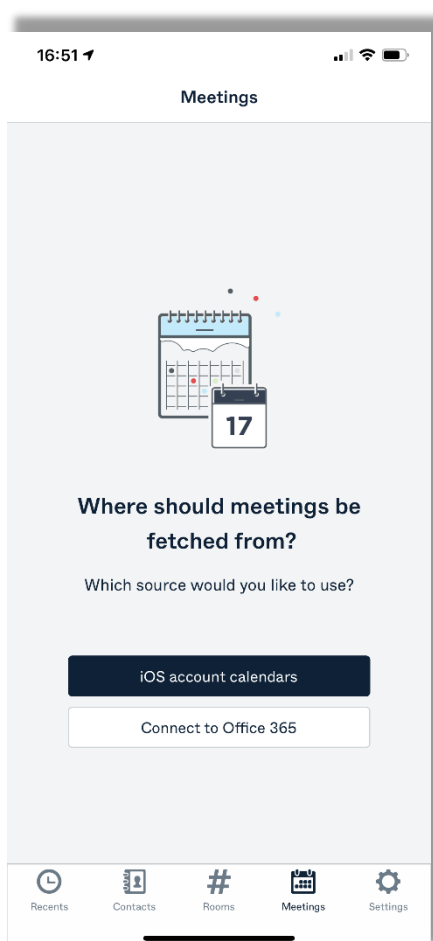 16:51
Meetings
17
Where should meetings be
fetched from?
Which source would you like to use?
iOS account calendars
Connect to Office 365
Recents
Contacts
Rooms
Meetings
Settings